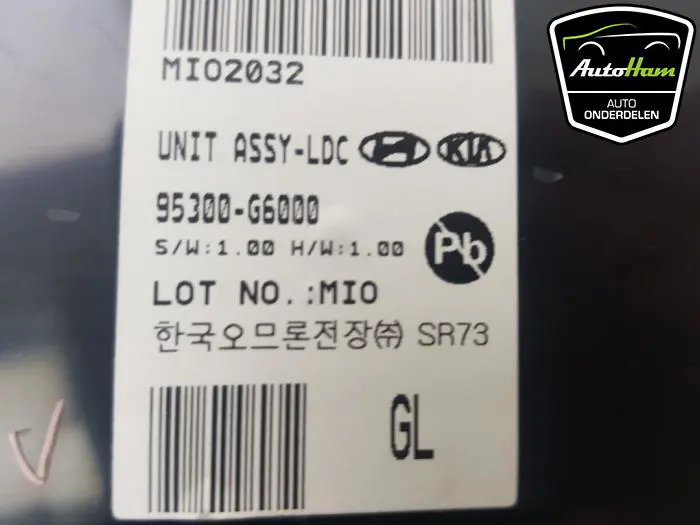 MIO2032
UNIT ASSY-LDC KIA
95300-G6000
S/W:1.00 H/W:1.00
Pb
LOT NO.:MIO
한국오므론전장㈜ SR73
GL
AutoHam
AUTO
ONDERDELEN